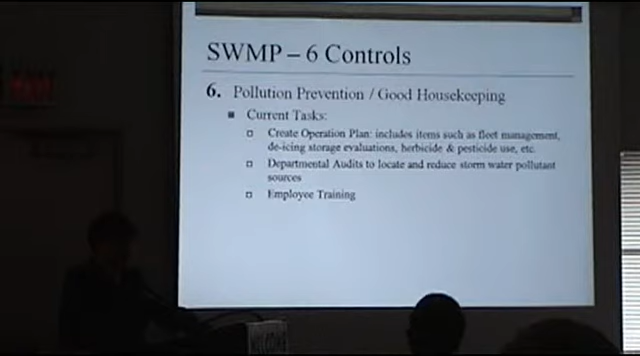 SWMP – 6 Controls
6. Pollution Prevention / Good Housekeeping
Current Tasks:
Create Operation Plan: includes items such as fleet management,
de-icing storage evaluations, herbicide & pesticide use, etc.
Departmental Audits to locate and reduce storm water pollutant
sources
Employee Training